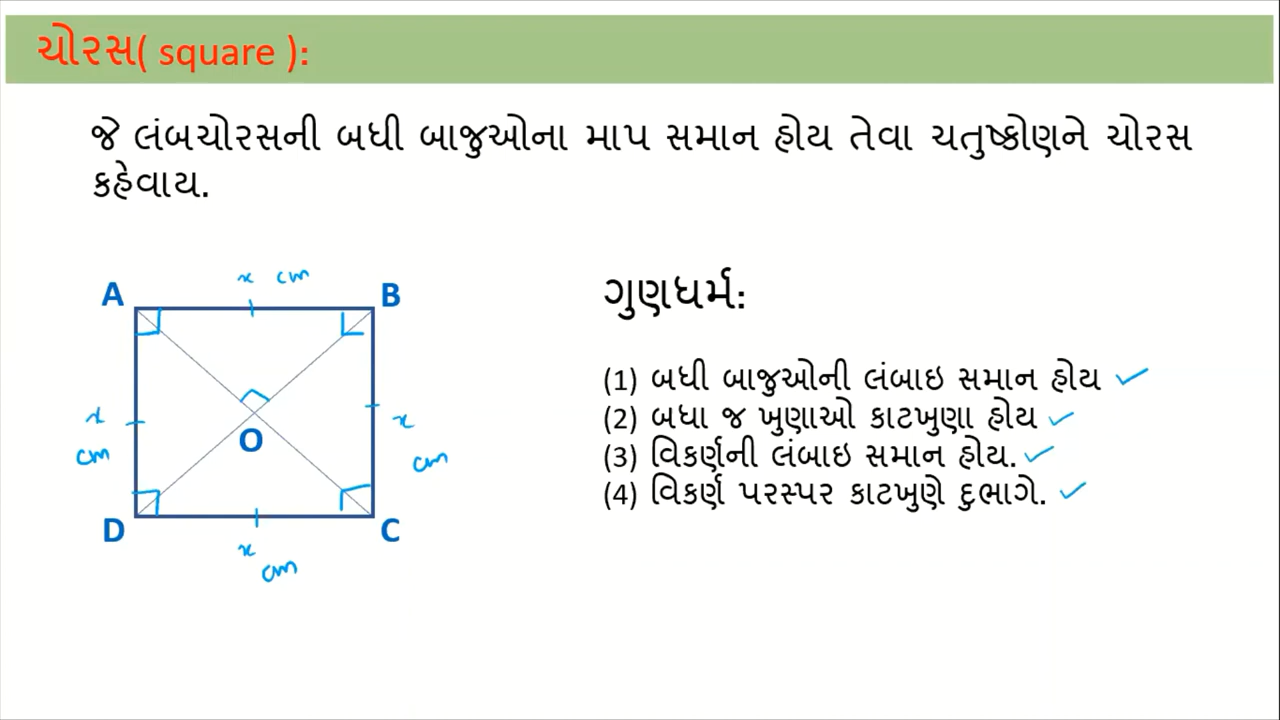 ચોરસ( square ):
જે લંબચોરસની બધી બાજુઓના માપ સમાન હોય તેવા ચતુષ્કોણને ચોરસ
કહેવાય.
x cm
A
B
x
cm
x
cm
O
D
C
x
cm
ગુણધર્મ:
(1) બધી બાજુઓની લંબાઇ સમાન હોય
(2) બધા જ ખુણાઓ કાટખુણા હોય
(3) વિકર્ણની લંબાઇ સમાન હોય.
(4) વિકર્ણ પરસ્પર કાટખુણે દુભાગે.